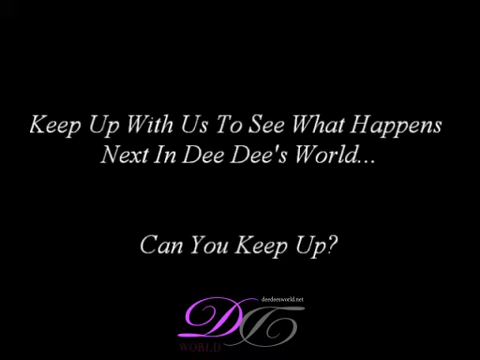 Keep Up With Us To See What Happens
Next In Dee Dee's World...
Can You Keep Up?
deedeesworld.net
WORLD